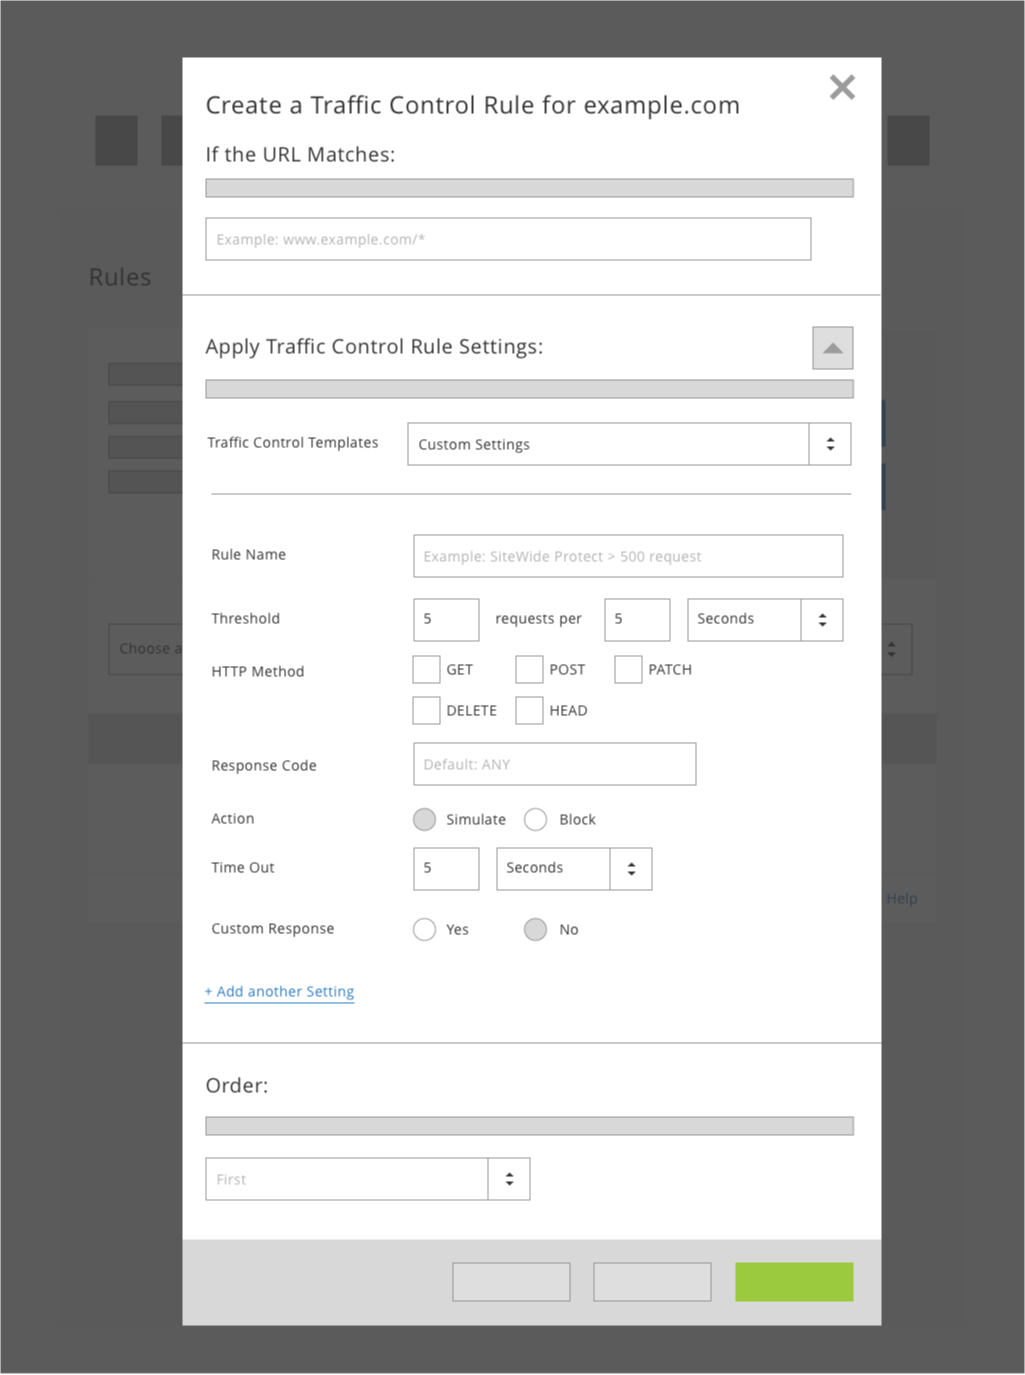 Create a Traffic Control Rule for example.com
If the URL Matches:
Example: www.example.com/*
Rules
Apply Traffic Control Rule Settings:
Traffic Control Templates Custom Settings
Rule Name Example: SiteWide Protect > 500 request
Threshold 5 requests per 5 Seconds
Choose a
HTTP Method GET POST PATCH
DELETE HEAD
Response Code Default: ANY
Action Simulate Block
Time Out 5 Seconds
Help
Custom Response Yes No
+ Add another Setting
Order:
First